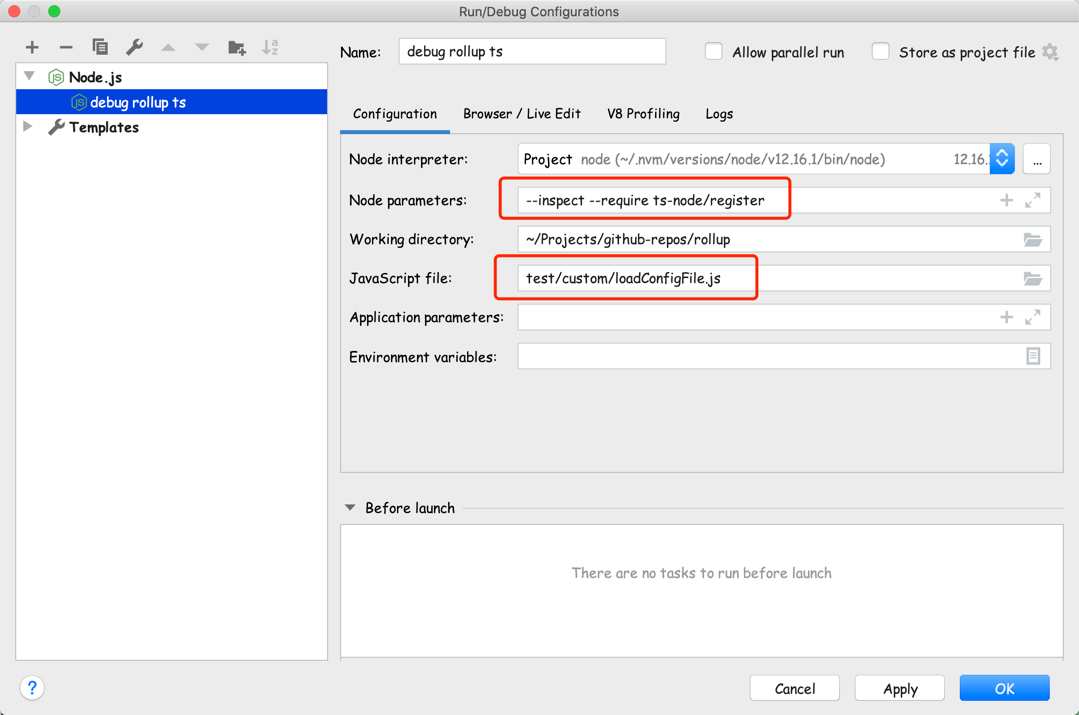 Run/Debug Configurations
Name: debug rollup ts Allow parallel run Store as project file
Node.js
debug rollup ts
Templates
Configuration Browser / Live Edit V8 Profiling Logs
Node interpreter: Project node (~/.nvm/versions/node/v12.16.1/bin/node) 12.16. ...
Node parameters: --inspect --require ts-node/register
Working directory: ~/Projects/github-repos/rollup
JavaScript file: test/custom/loadConfigFile.js
Application parameters:
Environment variables:
Before launch
There are no tasks to run before launch
? Cancel Apply OK